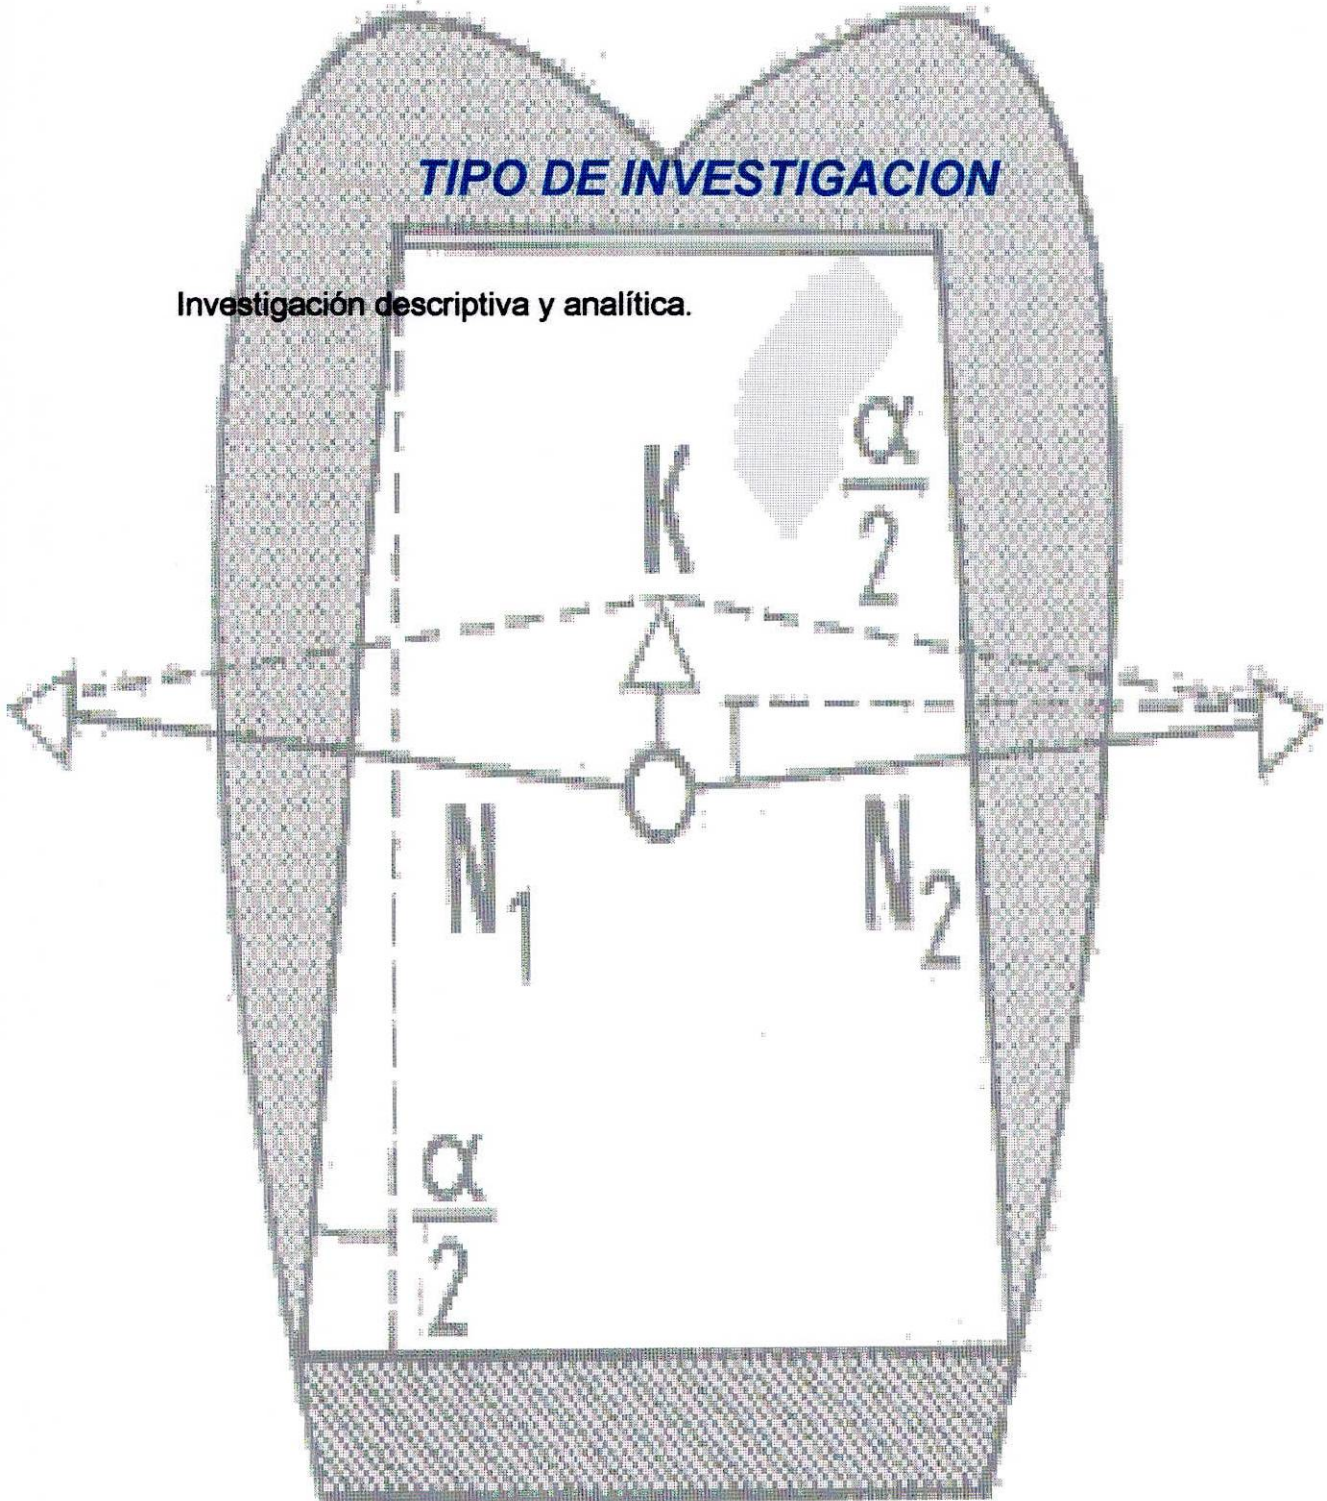 TIPO DE INVESTIGACION
Investigación descriptiva y analítica.
α/2
K
N₁
N₂
α/2